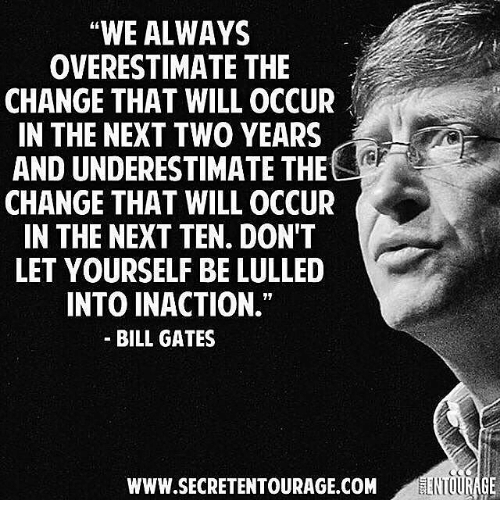 "WE ALWAYS
OVERESTIMATE THE
CHANGE THAT WILL OCCUR
IN THE NEXT TWO YEARS
AND UNDERESTIMATE THE
CHANGE THAT WILL OCCUR
IN THE NEXT TEN. DON'T
LET YOURSELF BE LULLED
INTO INACTION."
- BILL GATES
WWW.SECRETENTOURAGE.COM
ENTOURAGE